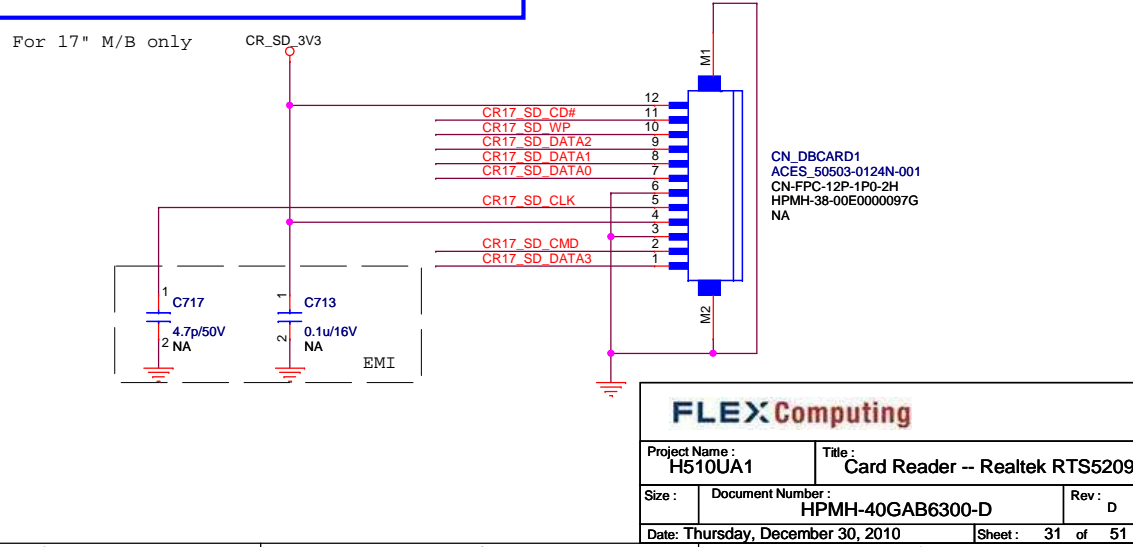 For 17" M/B only
CR_SD_3V3
M1
12
CR17_SD_CD# 11
CR17_SD_WP 10
CR17_SD_DATA2 9
CR17_SD_DATA1 8
CR17_SD_DATA0 7
6
CR17_SD_CLK 5
4
3
CR17_SD_CMD 2
CR17_SD_DATA3 1
CN_DBCARD1
ACES_50503-0124N-001
CN-FPC-12P-1P0-2H
HPMH-38-00E0000097G
NA
M2
1
C717
4.7p/50V
2 NA
1
C713
0.1u/16V
2 NA
EMI
FLEX Computing
Project Name :
H510UA1
Title :
Card Reader -- Realtek RTS5209
Size :
Document Number :
HPMH-40GAB6300-D
Rev :
D
Date: Thursday, December 30, 2010
Sheet : 31 of 51